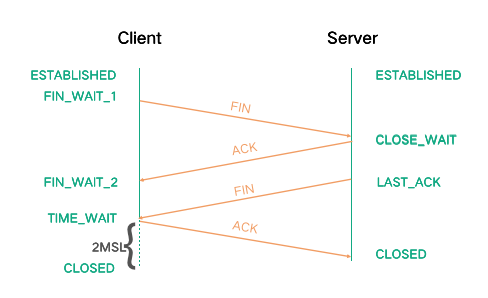 Client
Server
ESTABLISHED
ESTABLISHED
FIN_WAIT_1
FIN
CLOSE_WAIT
ACK
FIN_WAIT_2
LAST_ACK
FIN
TIME_WAIT
ACK
2MSL
CLOSED
CLOSED